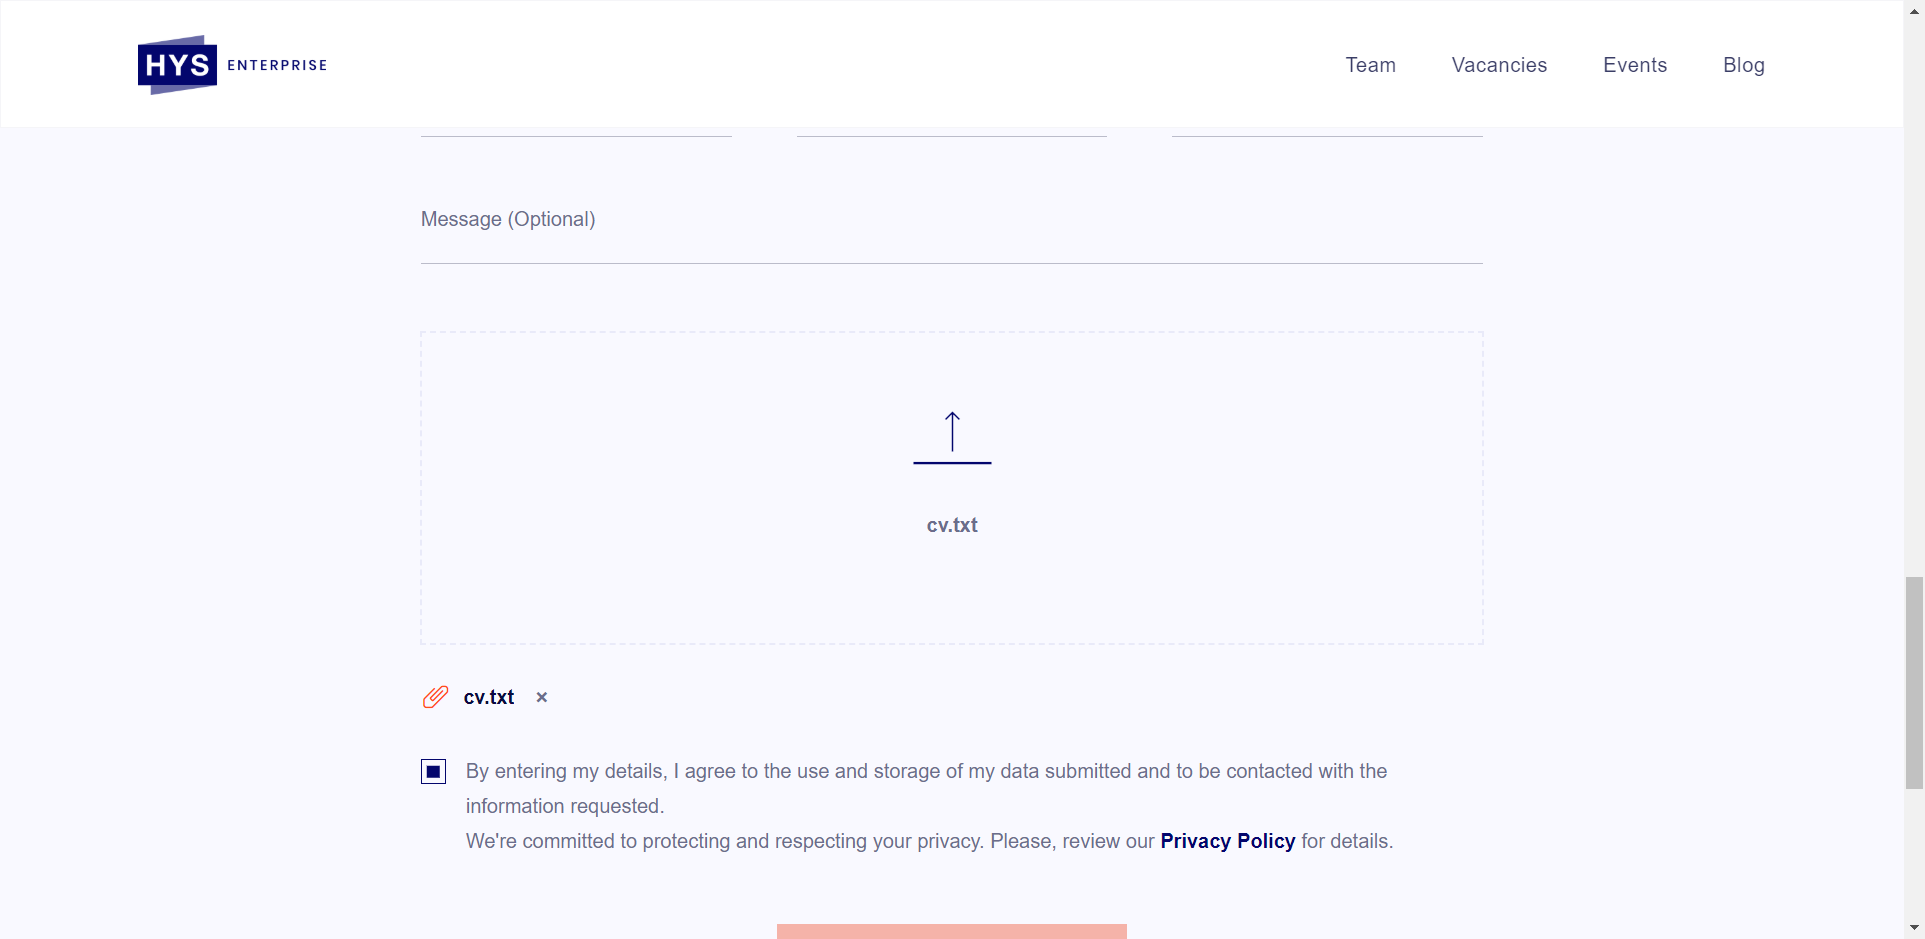 HYS ENTERPRISE
Team Vacancies Events Blog
Message (Optional)
cv.txt
cv.txt ×
By entering my details, I agree to the use and storage of my data submitted and to be contacted with the
information requested.
We're committed to protecting and respecting your privacy. Please, review our Privacy Policy for details.